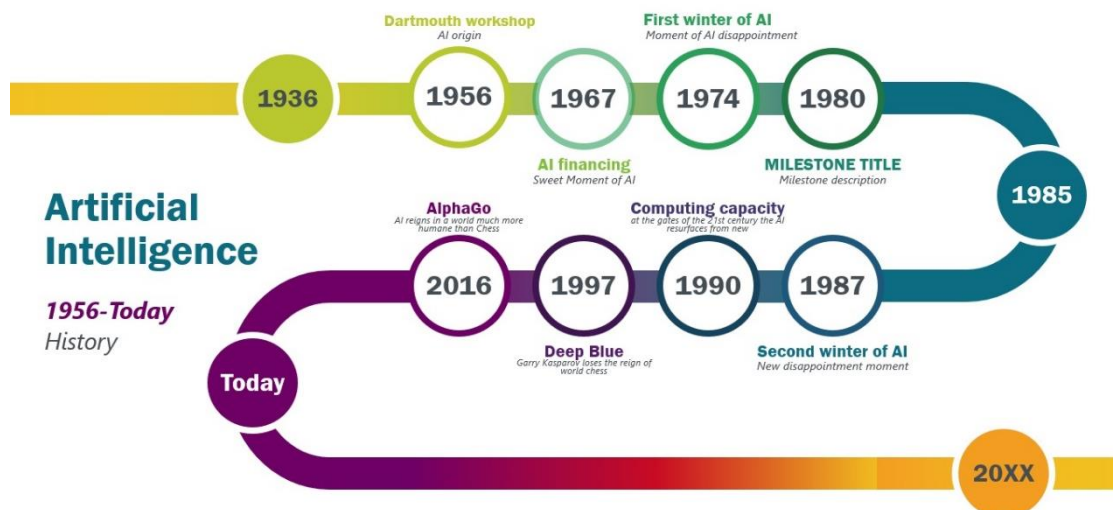 Dartmouth workshop
AI origin
First winter of AI
Moment of AI disappointment
1936
1956
1967
1974
1980
AI financing
Sweet Moment of AI
MILESTONE TITLE
Milestone description
1985
Artificial
Intelligence
1956-Today
History
AlphaGo
AI reigns in a world much more
humane than Chess
Computing capacity
at the gates of the 21st century the AI
resurfaces from new
2016
1997
1990
1987
Deep Blue
Garry Kasparov loses the reign of
world chess
Second winter of AI
New disappointment moment
Today
20XX